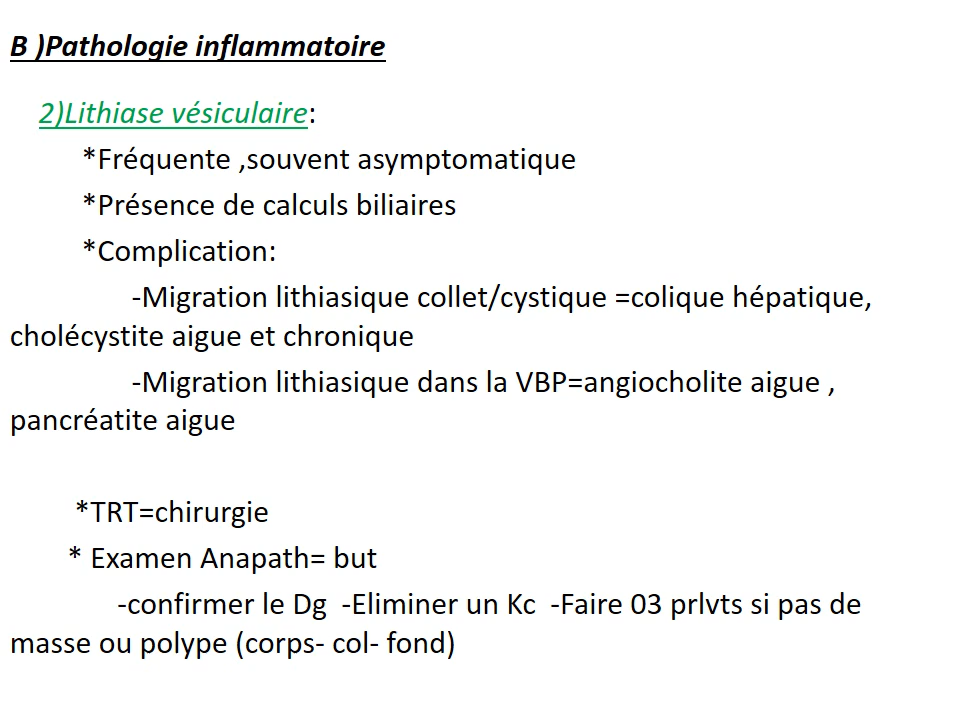 B )Pathologie inflammatoire
2)Lithiase vésiculaire:
*Fréquente ,souvent asymptomatique
*Présence de calculs biliaires
*Complication:
-Migration lithiasique collet/cystique =colique hépatique,
cholécystite aigue et chronique
-Migration lithiasique dans la VBP=angiocholite aigue ,
pancréatite aigue
*TRT=chirurgie
* Examen Anapath= but
-confirmer le Dg  -Eliminer un Kc  -Faire 03 prlvts si pas de
masse ou polype (corps- col- fond)